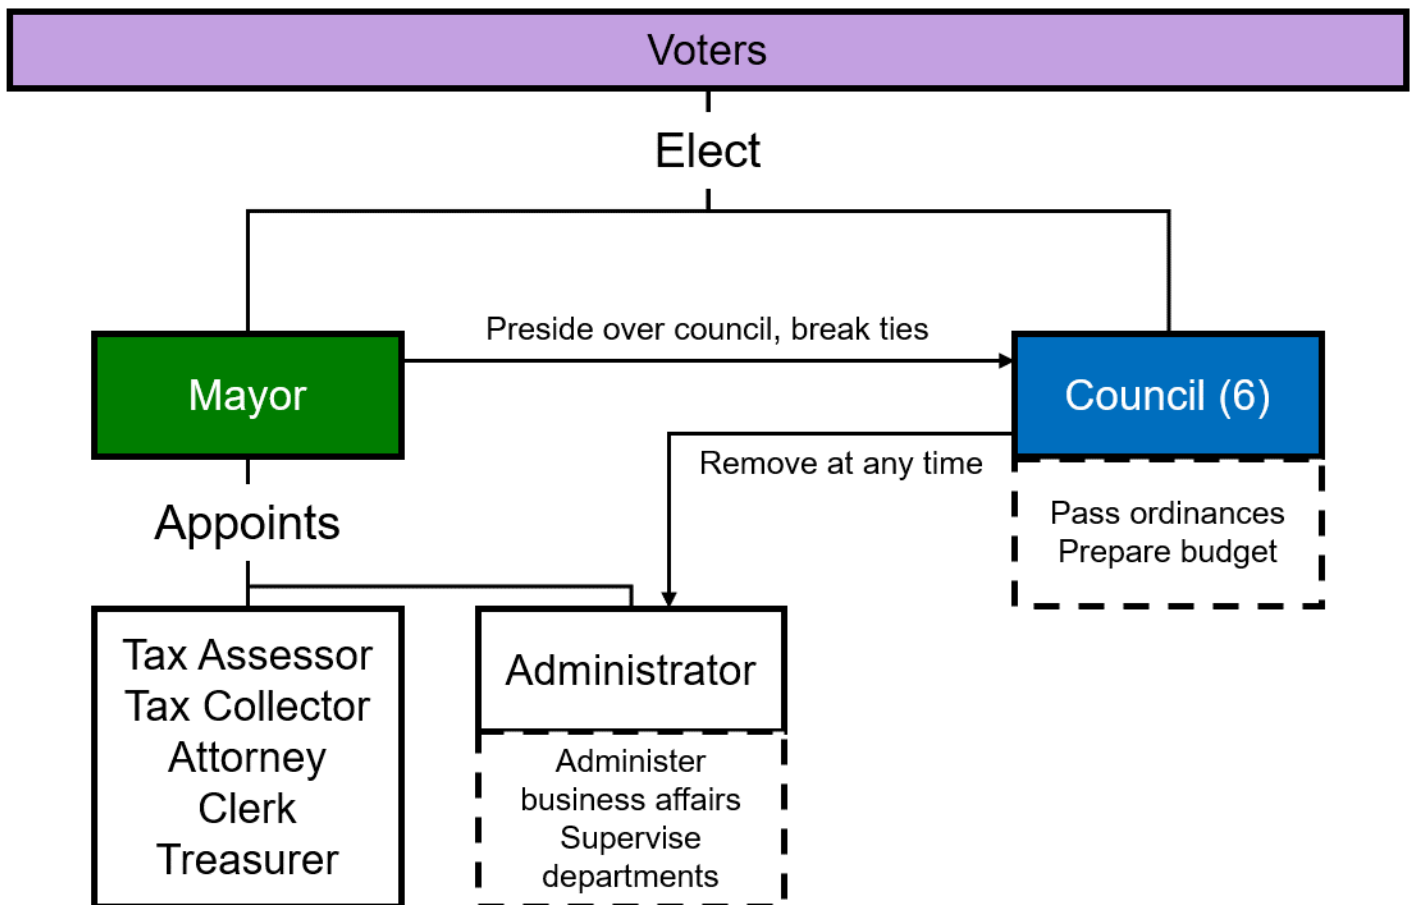 Voters
Elect
Preside over council, break ties
Mayor
Council (6)
Remove at any time
Pass ordinances
Prepare budget
Appoints
Tax Assessor
Tax Collector
Attorney
Clerk
Treasurer
Administrator
Administer
business affairs
Supervise
departments